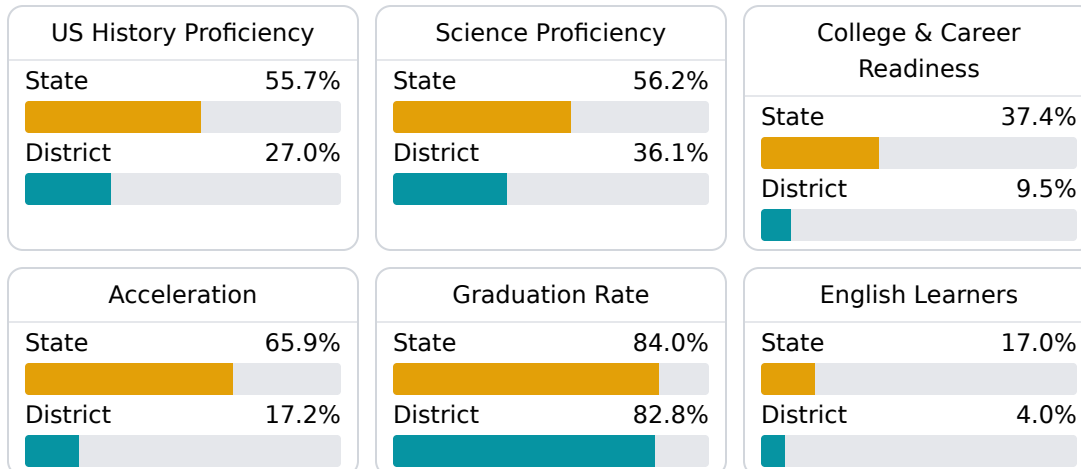 US History Proficiency
State 55.7%
District 27.0%
Science Proficiency
State 56.2%
District 36.1%
College & Career
Readiness
State 37.4%
District 9.5%
Acceleration
State 65.9%
District 17.2%
Graduation Rate
State 84.0%
District 82.8%
English Learners
State 17.0%
District 4.0%